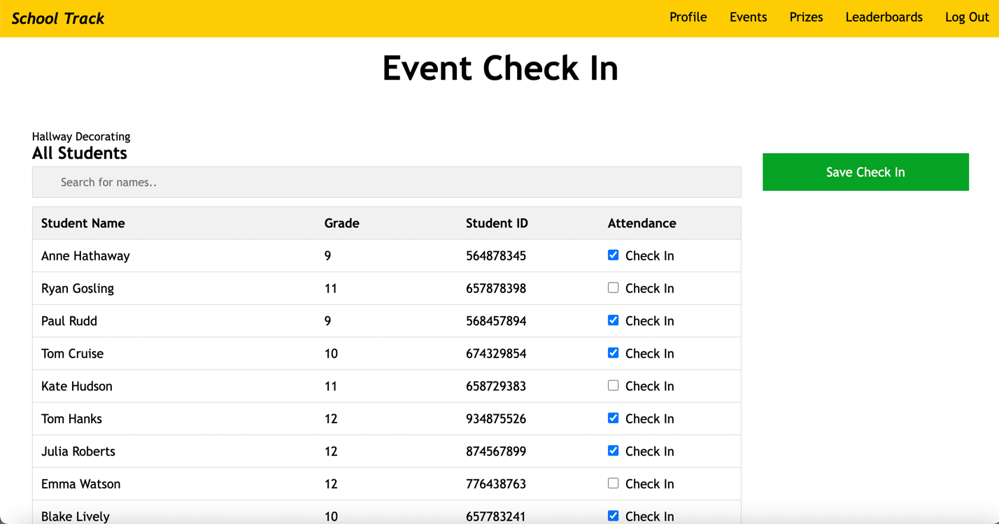 School Track Profile Events Prizes Leaderboards Log Out
Event Check In
Hallway Decorating
All Students
Save Check In
Search for names..
Student Name Grade Student ID Attendance
Anne Hathaway 9 564878345 Check In
Ryan Gosling 11 657878398 Check In
Paul Rudd 9 568457894 Check In
Tom Cruise 10 674329854 Check In
Kate Hudson 11 658729383 Check In
Tom Hanks 12 934875526 Check In
Julia Roberts 12 874567899 Check In
Emma Watson 12 776438763 Check In
Blake Lively 10 657783241 Check In